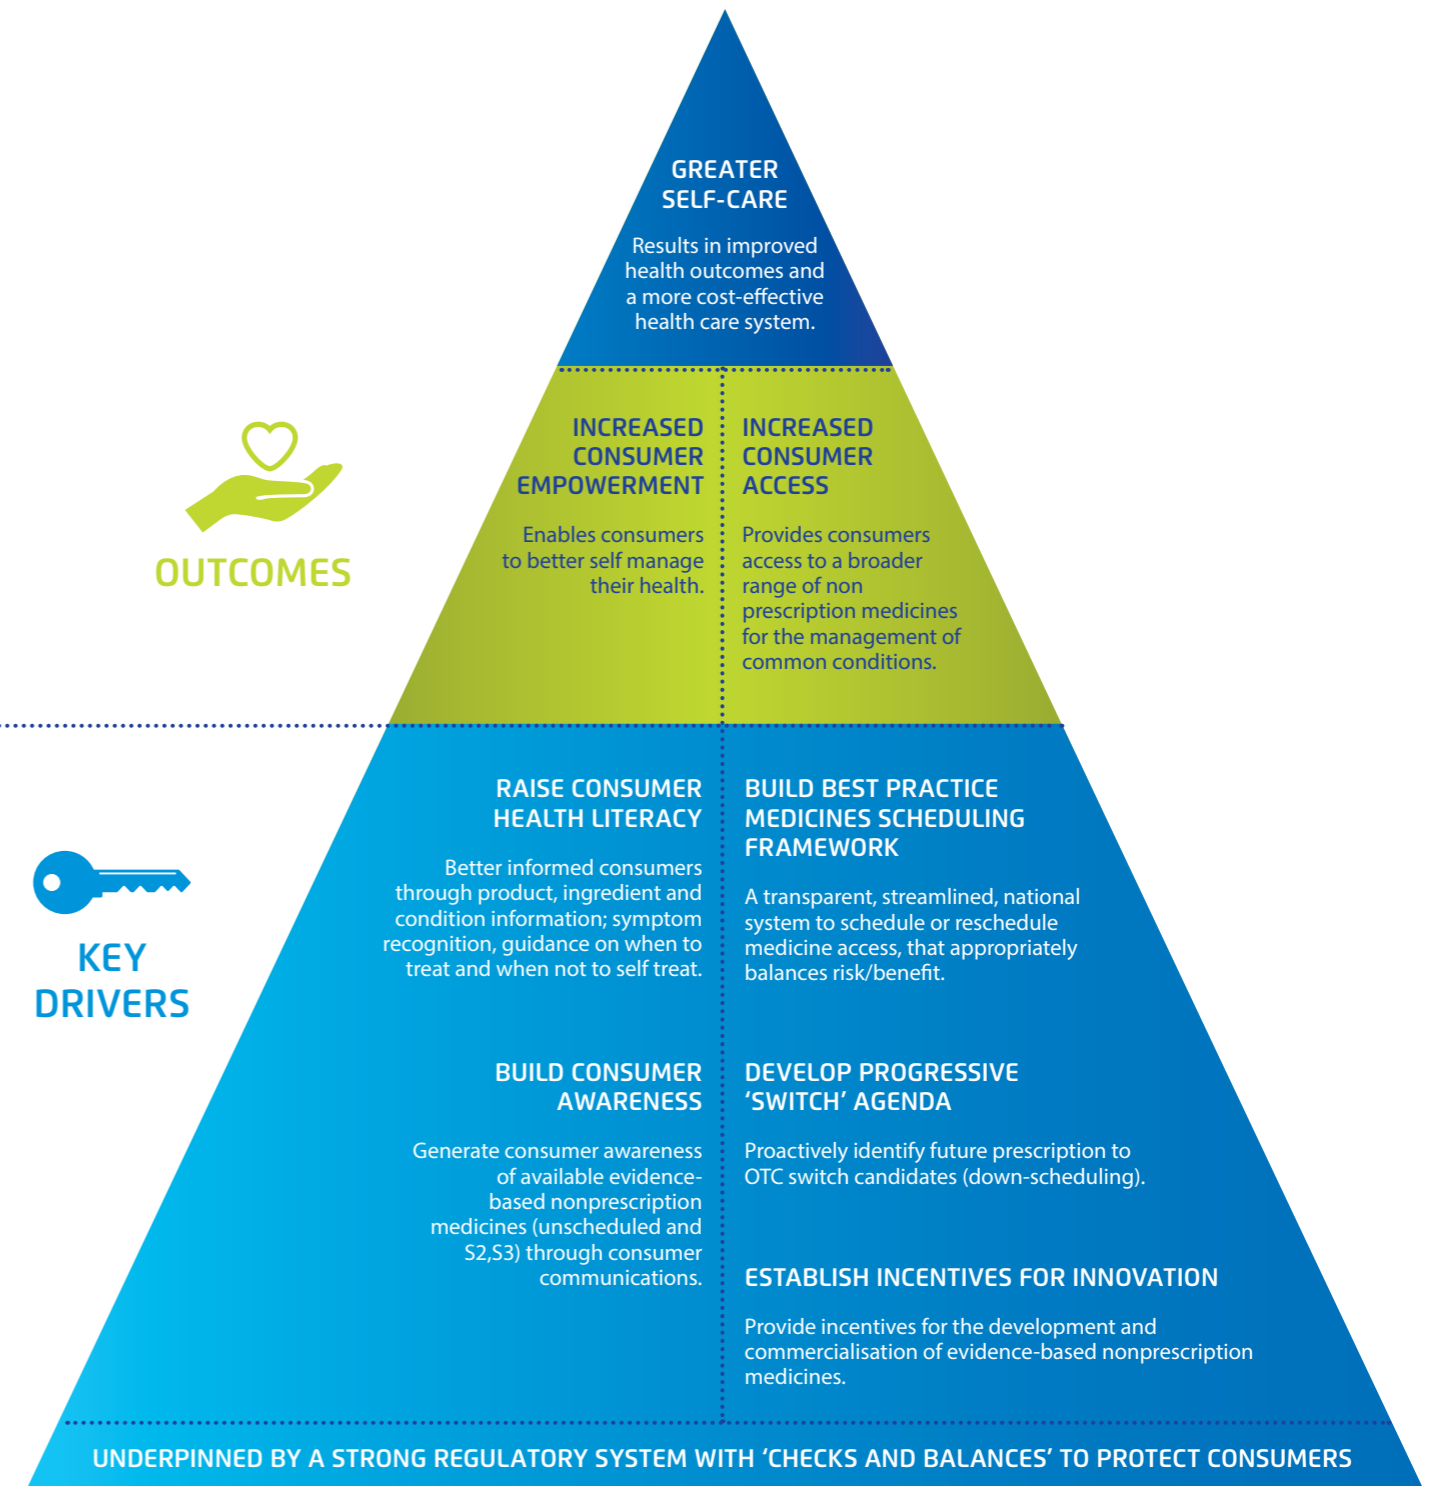 GREATER
SELF-CARE
Results in improved
health outcomes and
a more cost-effective
health care system.
OUTCOMES
INCREASED
CONSUMER
EMPOWERMENT
Enables consumers
to better self manage
their health.
INCREASED
CONSUMER
ACCESS
Provides consumers
access to a broader
range of non
prescription medicines
for the management of
common conditions.
KEY
DRIVERS
RAISE CONSUMER
HEALTH LITERACY
Better informed consumers
through product, ingredient and
condition information; symptom
recognition, guidance on when to
treat and when not to self treat.
BUILD CONSUMER
AWARENESS
Generate consumer awareness
of available evidence-
based nonprescription
medicines (unscheduled and
S2,S3) through consumer
communications.
BUILD BEST PRACTICE
MEDICINES SCHEDULING
FRAMEWORK
A transparent, streamlined, national
system to schedule or reschedule
medicine access, that appropriately
balances risk/benefit.
DEVELOP PROGRESSIVE
‘SWITCH’ AGENDA
Proactively identify future prescription to
OTC switch candidates (down-scheduling).
ESTABLISH INCENTIVES FOR INNOVATION
Provide incentives for the development and
commercialisation of evidence-based nonprescription
medicines.
UNDERPINNED BY A STRONG REGULATORY SYSTEM WITH ‘CHECKS AND BALANCES’ TO PROTECT CONSUMERS